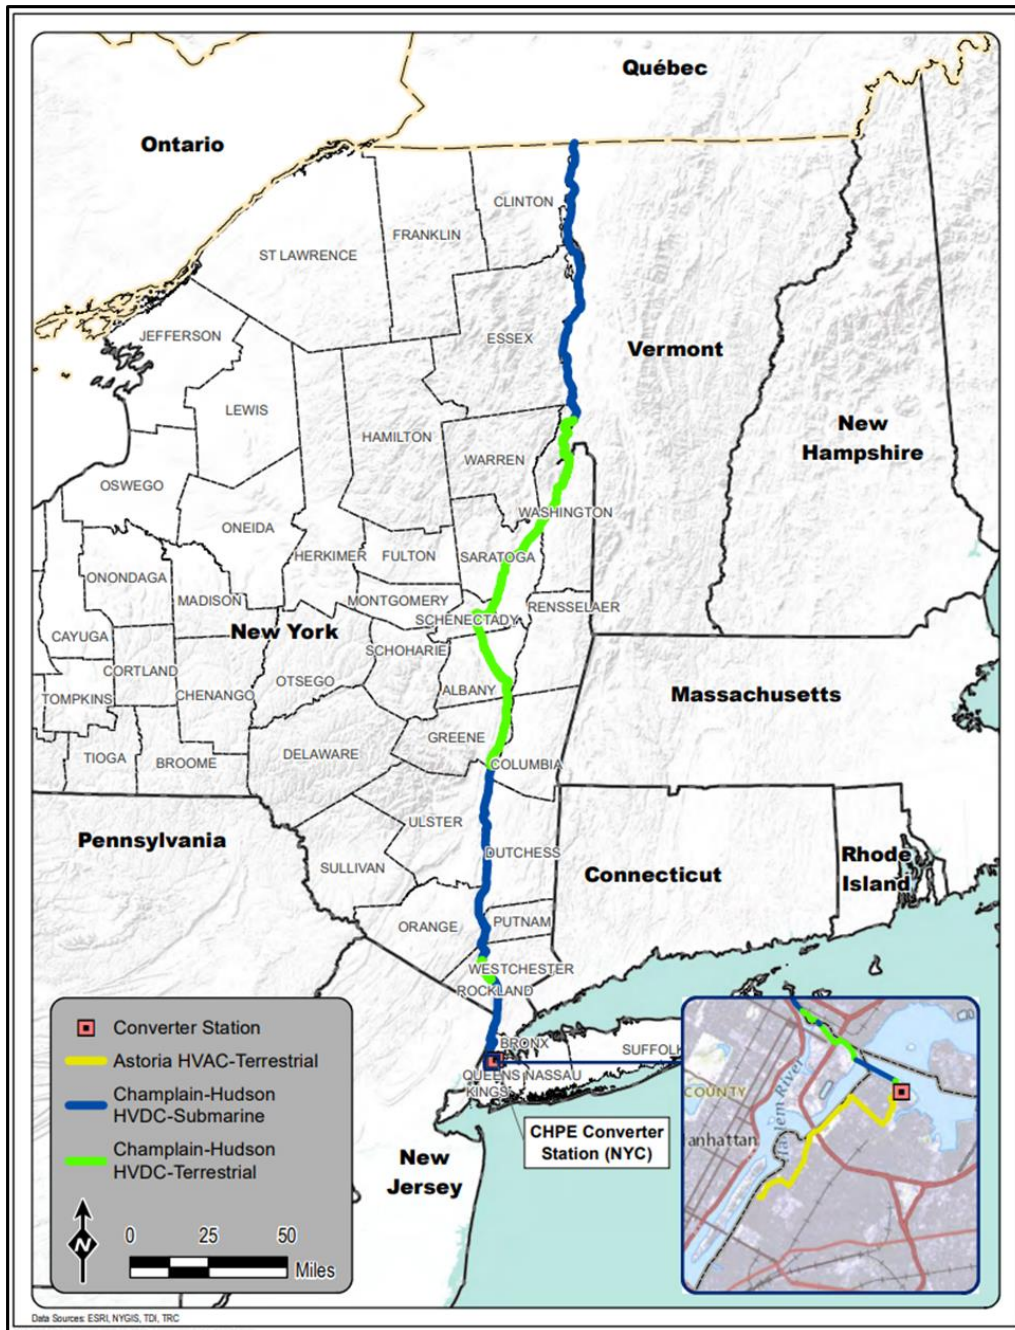 Québec
Ontario
CLINTON
FRANKLIN
ST LAWRENCE
JEFFERSON
ESSEX
Vermont
LEWIS
New
Hampshire
HAMILTON
WARREN
OSWEGO
WASHINGTON
ONEIDA
HERKIMER
FULTON
SARATOGA
ONONDAGA
MADISON
MONTGOMERY
RENSSELAER
SCHENECTADY
CAYUGA
New York
SCHOHARIE
CORTLAND
OTSEGO
ALBANY
Massachusetts
TOMPKINS
CHENANGO
GREENE
TIOGA
BROOME
DELAWARE
COLUMBIA
Pennsylvania
ULSTER
SULLIVAN
DUTCHESS
Connecticut
Rhode
Island
ORANGE
PUTNAM
WESTCHESTER
ROCKLAND
BRONX
SUFFOLK
QUEENS NASSAU
KINGS
CHPE Converter
Station (NYC)
New
Jersey
Converter Station
Astoria HVAC-Terrestrial
Champlain-Hudson
HVDC-Submarine
Champlain-Hudson
HVDC-Terrestrial
N
0 25 50
Miles
COUNTY
Harlem River
anhattan
Data Sources: ESRI, NYGIS, TDI, TRC